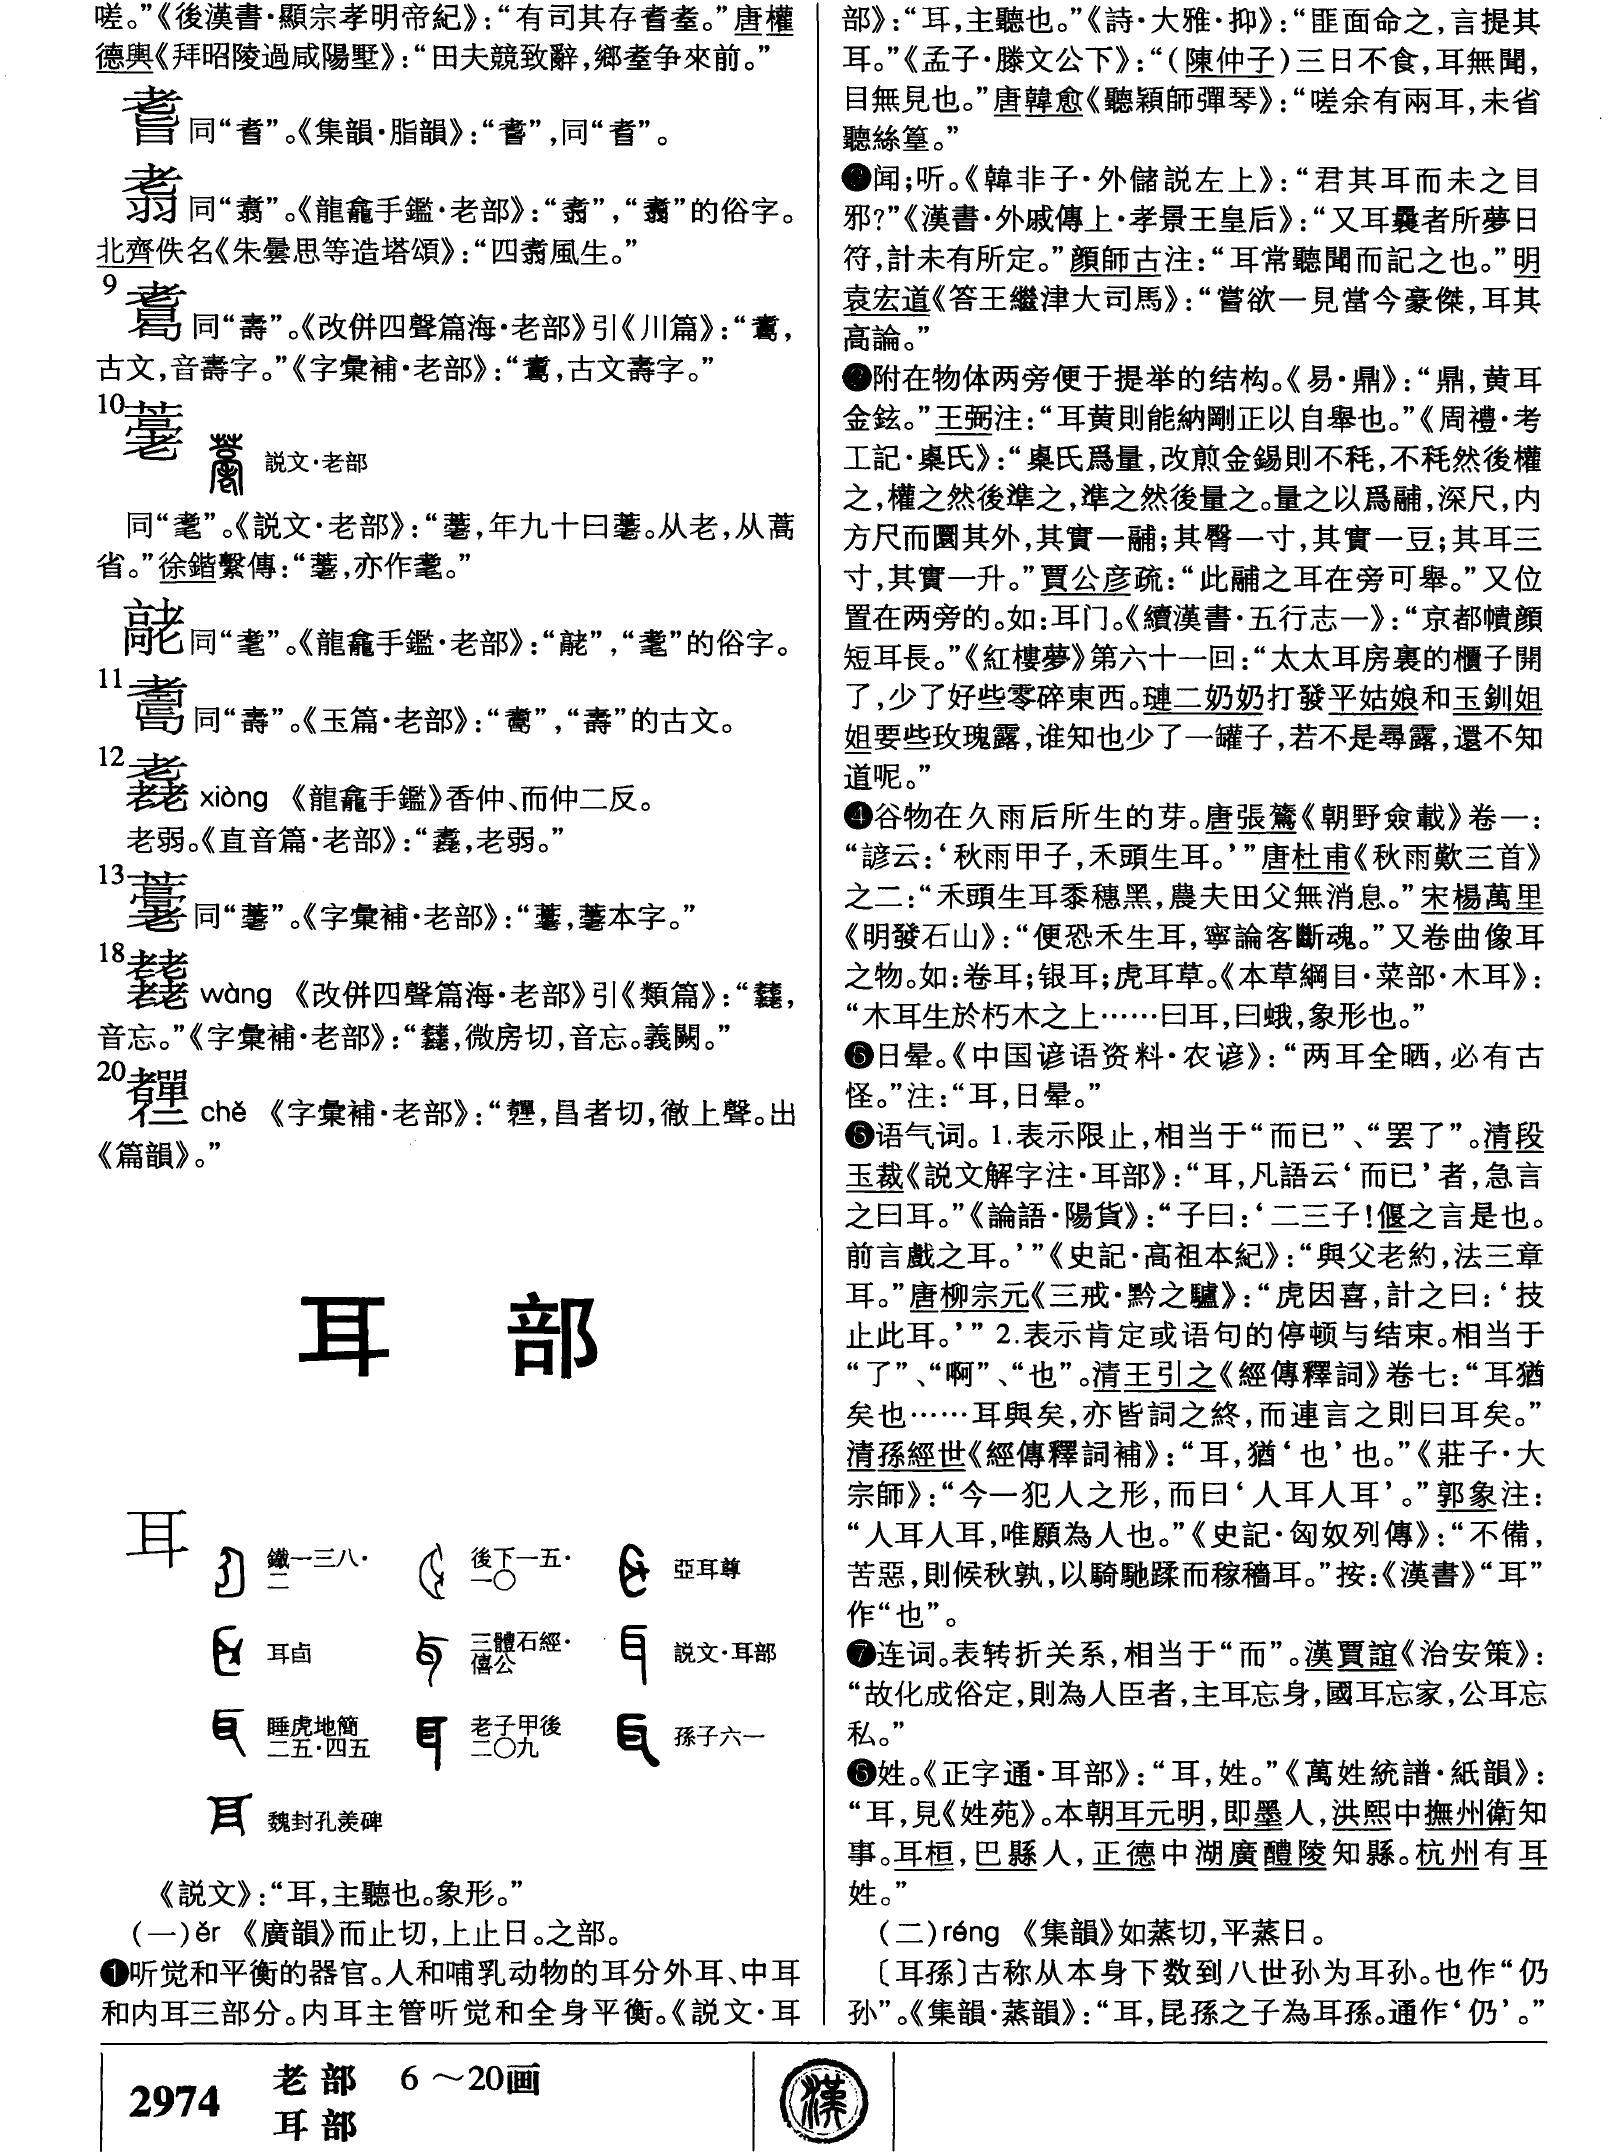 嗟。”《後漢書·顯宗孝明帝紀》：“有司其存耆耋。”唐權
德輿《拜昭陵過咸陽墅》：“田夫競致辭，鄉耋争來前。”
同“耆”。《集韻·脂韻》：“𦒻”，同“耆”。
同“翥”。《龍龕手鑑·老部》：“”，“翥”的俗字。
北齊佚名《朱曇思等造塔頌》：“四翥風生。”
9
同“壽”。《改併四聲篇海·老部》引《川篇》：“，
古文，音壽字。”《字彙補·老部》：“，古文壽字。”
10
説文·老部
同“耄”。《説文·老部》：“，年九十曰。从老，从蒿
省。”徐鍇繫傳：“，亦作耄。”
同“耄”。《龍龕手鑑·老部》：“”，“耄”的俗字。
11
同“壽”。《玉篇·老部》：“”，“壽”的古文。
12
xiòng 《龍龕手鑑》香仲、而仲二反。
老弱。《直音篇·老部》：“，老弱。”
13
同“”。《字彙補·老部》：“，本字。”
18
wàng 《改併四聲篇海·老部》引《類篇》：“，
音忘。”《字彙補·老部》：“，微房切，音忘。義闕。”
20
chě 《字彙補·老部》：“，昌者切，徹上聲。出
《篇韻》。”
耳 部
耳
鐵一三八·二 後下一五·一〇 亞耳尊
耳卣 三體石經·僖公 説文·耳部
睡虎地簡二五·四五 老子甲後二〇九 孫子六一
魏封孔羡碑
《説文》：“耳，主聽也。象形。”
（一）ěr 《廣韻》而止切，上止日。之部。
❶听觉和平衡的器官。人和哺乳动物的耳分外耳、中耳
和内耳三部分。内耳主管听觉和全身平衡。《説文·耳
部》：“耳，主聽也。”《詩·大雅·抑》：“匪面命之，言提其
耳。”《孟子·滕文公下》：“（陳仲子）三日不食，耳無聞，
目無見也。”唐韓愈《聽穎師彈琴》：“嗟余有兩耳，未省
聽絲篁。”
❷闻；听。《韓非子·外儲説左上》：“君其耳而未之目
邪？”《漢書·外戚傳上·孝景王皇后》：“又耳曩者所夢日
符，計未有所定。”顔師古注：“耳常聽聞而記之也。”明
袁宏道《答王繼津大司馬》：“嘗欲一見當今豪傑，耳其
高論。”
❸附在物体两旁便于提举的结构。《易·鼎》：“鼎，黄耳
金鉉。”王弼注：“耳黄則能納剛正以自舉也。”《周禮·考
工記·㮚氏》：“㮚氏爲量，改煎金錫則不秏，不秏然後權
之，權之然後準之，準之然後量之。量之以爲鬴，深尺，内
方尺而圜其外，其實一鬴；其臀一寸，其實一豆；其耳三
寸，其實一升。”賈公彦疏：“此鬴之耳在旁可舉。”又位
置在两旁的。如：耳门。《續漢書·五行志一》：“京都幘顔
短耳長。”《紅樓夢》第六十一回：“太太耳房裏的櫃子開
了，少了好些零碎東西。璉二奶奶打發平姑娘和玉釧姐
姐要些玫瑰露，谁知也少了一罐子，若不是尋露，還不知
道呢。”
❹谷物在久雨后所生的芽。唐張鷟《朝野僉載》卷一：
“諺云：‘秋雨甲子，禾頭生耳。’”唐杜甫《秋雨歎三首》
之二：“禾頭生耳黍穗黑，農夫田父無消息。”宋楊萬里
《明發石山》：“便恐禾生耳，寧論客斷魂。”又卷曲像耳
之物。如：卷耳；银耳；虎耳草。《本草綱目·菜部·木耳》：
“木耳生於朽木之上……曰耳，曰蛾，象形也。”
❺日晕。《中国谚语资料·农谚》：“两耳全晒，必有古
怪。”注：“耳，日晕。”
❻语气词。1.表示限止，相当于“而已”、“罢了”。清段
玉裁《説文解字注·耳部》：“耳，凡語云‘而已’者，急言
之曰耳。”《論語·陽貨》：“子曰：‘二三子！偃之言是也。
前言戲之耳。’”《史記·高祖本紀》：“與父老約，法三章
耳。”唐柳宗元《三戒·黔之驢》：“虎因喜，計之曰：‘技
止此耳。’”2.表示肯定或语句的停顿与结束。相当于
“了”、“啊”、“也”。清王引之《經傳釋詞》卷七：“耳猶
矣也……耳與矣，亦皆詞之終，而連言之則曰耳矣。”
清孫經世《經傳釋詞補》：“耳，猶‘也’也。”《莊子·大
宗師》：“今一犯人之形，而曰‘人耳人耳’。”郭象注：
“人耳人耳，唯願為人也。”《史記·匈奴列傳》：“不備，
苦惡，則候秋孰，以騎馳蹂而稼穡耳。”按：《漢書》“耳”
作“也”。
❼连词。表转折关系，相当于“而”。漢賈誼《治安策》：
“故化成俗定，則為人臣者，主耳忘身，國耳忘家，公耳忘
私。”
❽姓。《正字通·耳部》：“耳，姓。”《萬姓統譜·紙韻》：
“耳，見《姓苑》。本朝耳元明，即墨人，洪熙中撫州衛知
事。耳桓，巴縣人，正德中湖廣醴陵知縣。杭州有耳
姓。”
（二）réng 《集韻》如蒸切，平蒸日。
〔耳孫〕古称从本身下数到八世孙为耳孙。也作“仍
孙”。《集韻·蒸韻》：“耳，昆孫之子為耳孫。通作‘仍’。”
2974 老部 6～20画
耳部
漢